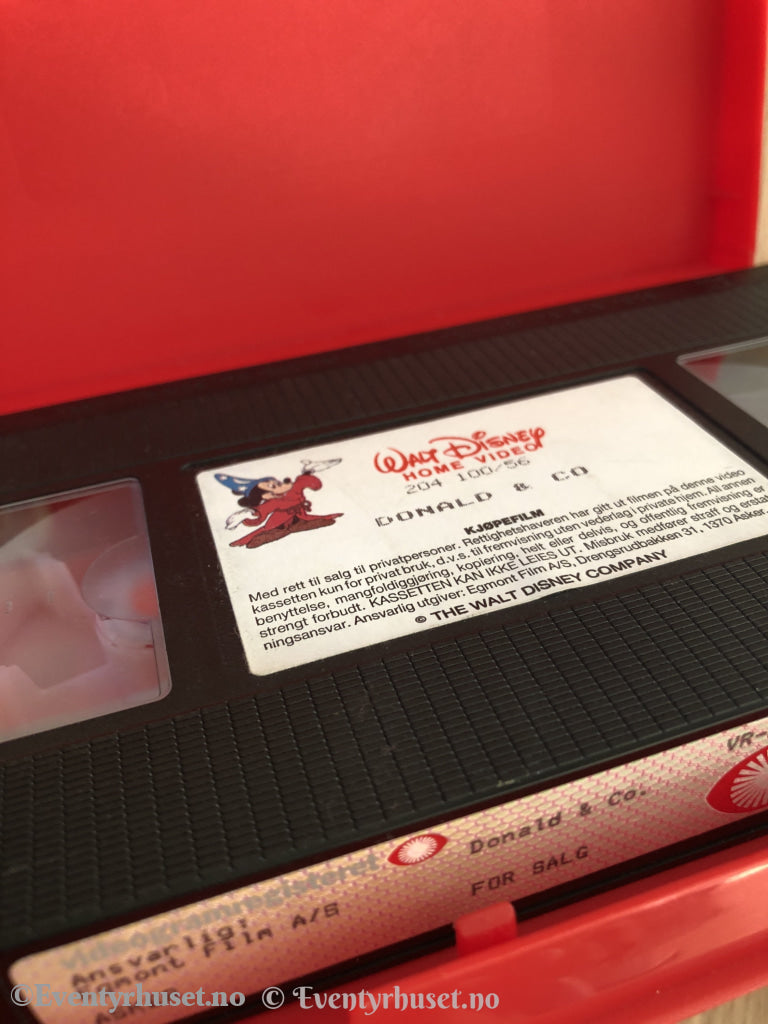 WALT DISNEY
HOME VIDEO
204 100/56
DONALD & CO
KJØPEFILM
Med rett til salg til privatpersoner. Rettighetshaveren har gitt ut filmen på denne video
kassetten kun for privat bruk, d.v.s. til fremvisning uten vederlag i private hjem. All annen
benyttelse, mangfoldiggjøring, kopiering, helt eller delvis, og offentlig fremvisning er
strengt forbudt. KASSETTEN KAN IKKE LEIES UT. Misbruk medfører straff og erstat
ningsansvar. Ansvarlig utgiver: Egmont Film A/S, Drengsrudbakken 31, 1370 Asker.
© THE WALT DISNEY COMPANY
VR-
Videogramregisteret
Donald & Co.
Ansvarlig:
FOR SALG
Egmont Film A/S
©Eventyrhuset.no © Eventyrhuset.no